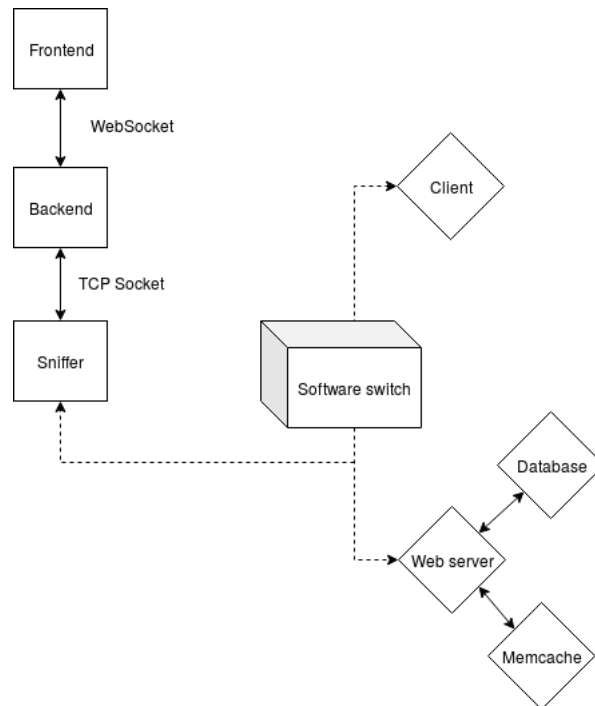 Frontend
WebSocket
Client
Backend
TCP Socket
Sniffer
Software switch
Database
Web server
Memcache